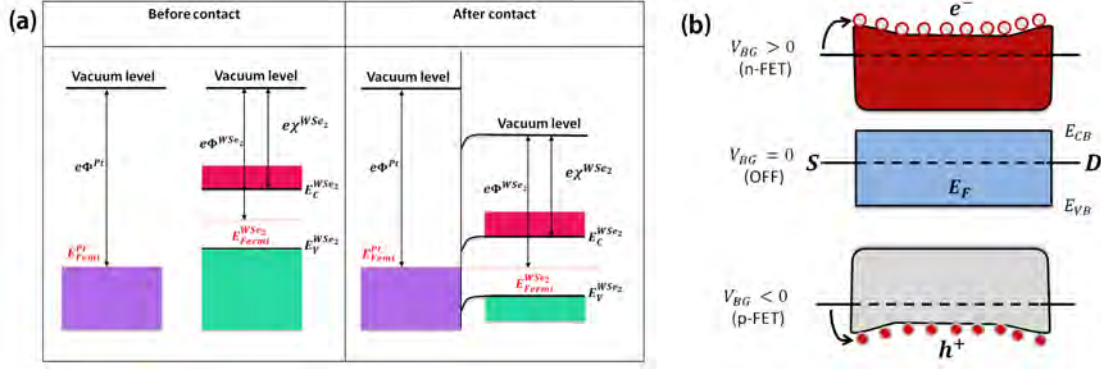 (a)
Before contact
After contact
Vacuum level
Vacuum level
eΦ^Pt
eΦ^WSe₂
eχ^WSe₂
E_C^WSe₂
E_Fermi^WSe₂
E_V^WSe₂
E_Femi^Pt
Vacuum level
Vacuum level
eΦ^Pt
eΦ^WSe₂
eχ^WSe₂
E_C^WSe₂
E_Femi^Pt
E_Fermi^WSe₂
E_V^WSe₂
(b)
e⁻
V_BG > 0
(n-FET)
V_BG = 0
(OFF)
S
D
E_CB
E_F
E_VB
V_BG < 0
(p-FET)
h⁺